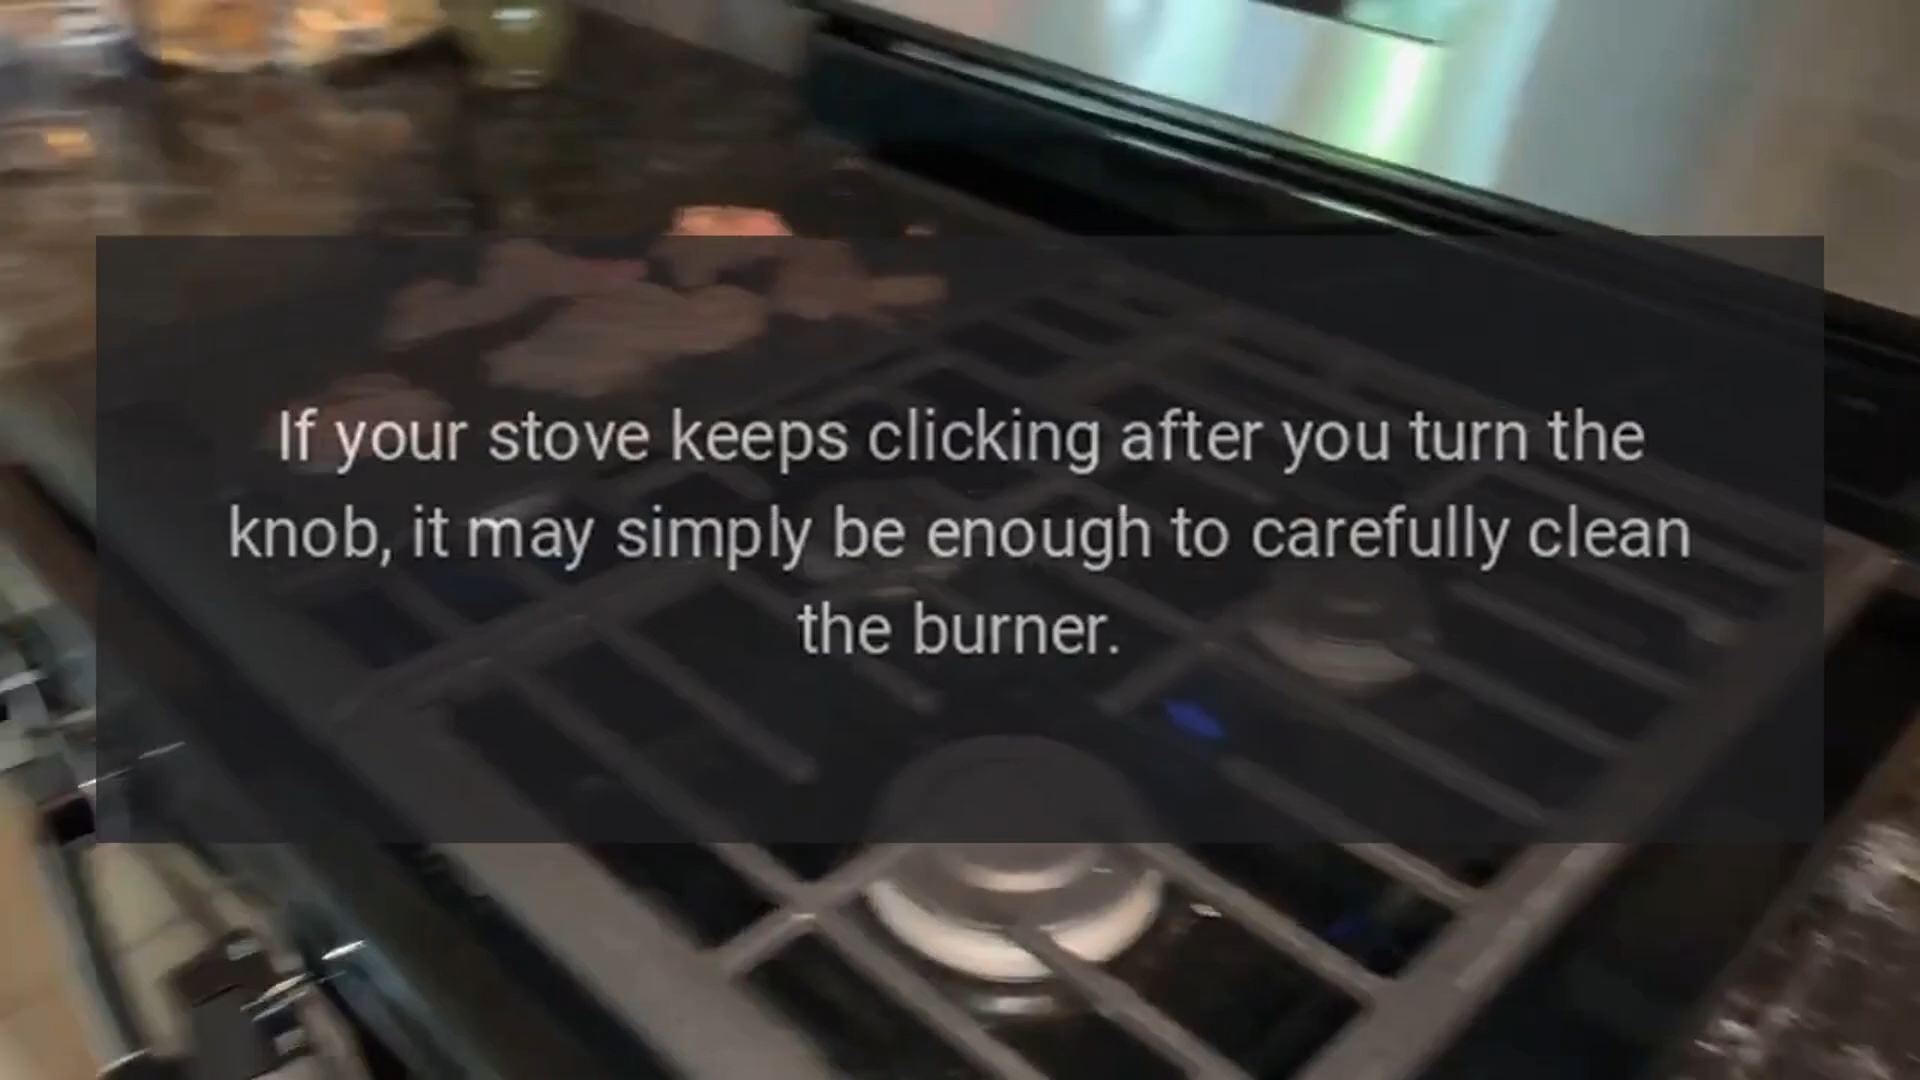 If your stove keeps clicking after you turn the
knob, it may simply be enough to carefully clean
the burner.